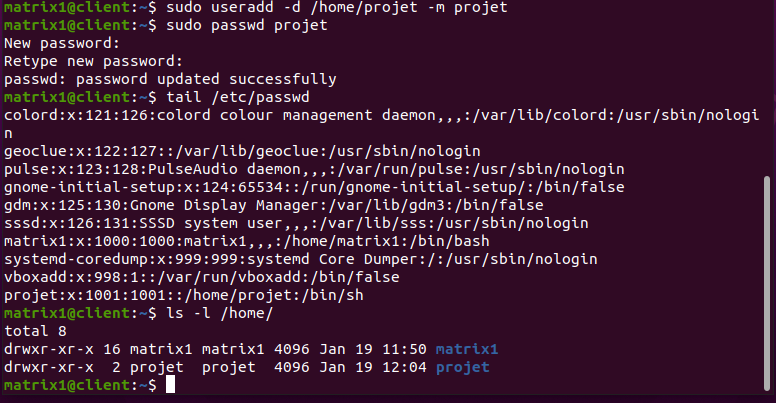 matrix1@client:~$ sudo useradd -d /home/projet -m projet
matrix1@client:~$ sudo passwd projet
New password:
Retype new password:
passwd: password updated successfully
matrix1@client:~$ tail /etc/passwd
colord:x:121:126:colord colour management daemon,,,:/var/lib/colord:/usr/sbin/nologi
n
geoclue:x:122:127::/var/lib/geoclue:/usr/sbin/nologin
pulse:x:123:128:PulseAudio daemon,,,:/var/run/pulse:/usr/sbin/nologin
gnome-initial-setup:x:124:65534::/run/gnome-initial-setup/:/bin/false
gdm:x:125:130:Gnome Display Manager:/var/lib/gdm3:/bin/false
sssd:x:126:131:SSSD system user,,,:/var/lib/sss:/usr/sbin/nologin
matrix1:x:1000:1000:matrix1,,,:/home/matrix1:/bin/bash
systemd-coredump:x:999:999:systemd Core Dumper:/:/usr/sbin/nologin
vboxadd:x:998:1::/var/run/vboxadd:/bin/false
projet:x:1001:1001::/home/projet:/bin/sh
matrix1@client:~$ ls -l /home/
total 8
drwxr-xr-x 16 matrix1 matrix1 4096 Jan 19 11:50 matrix1
drwxr-xr-x  2 projet  projet  4096 Jan 19 12:04 projet
matrix1@client:~$